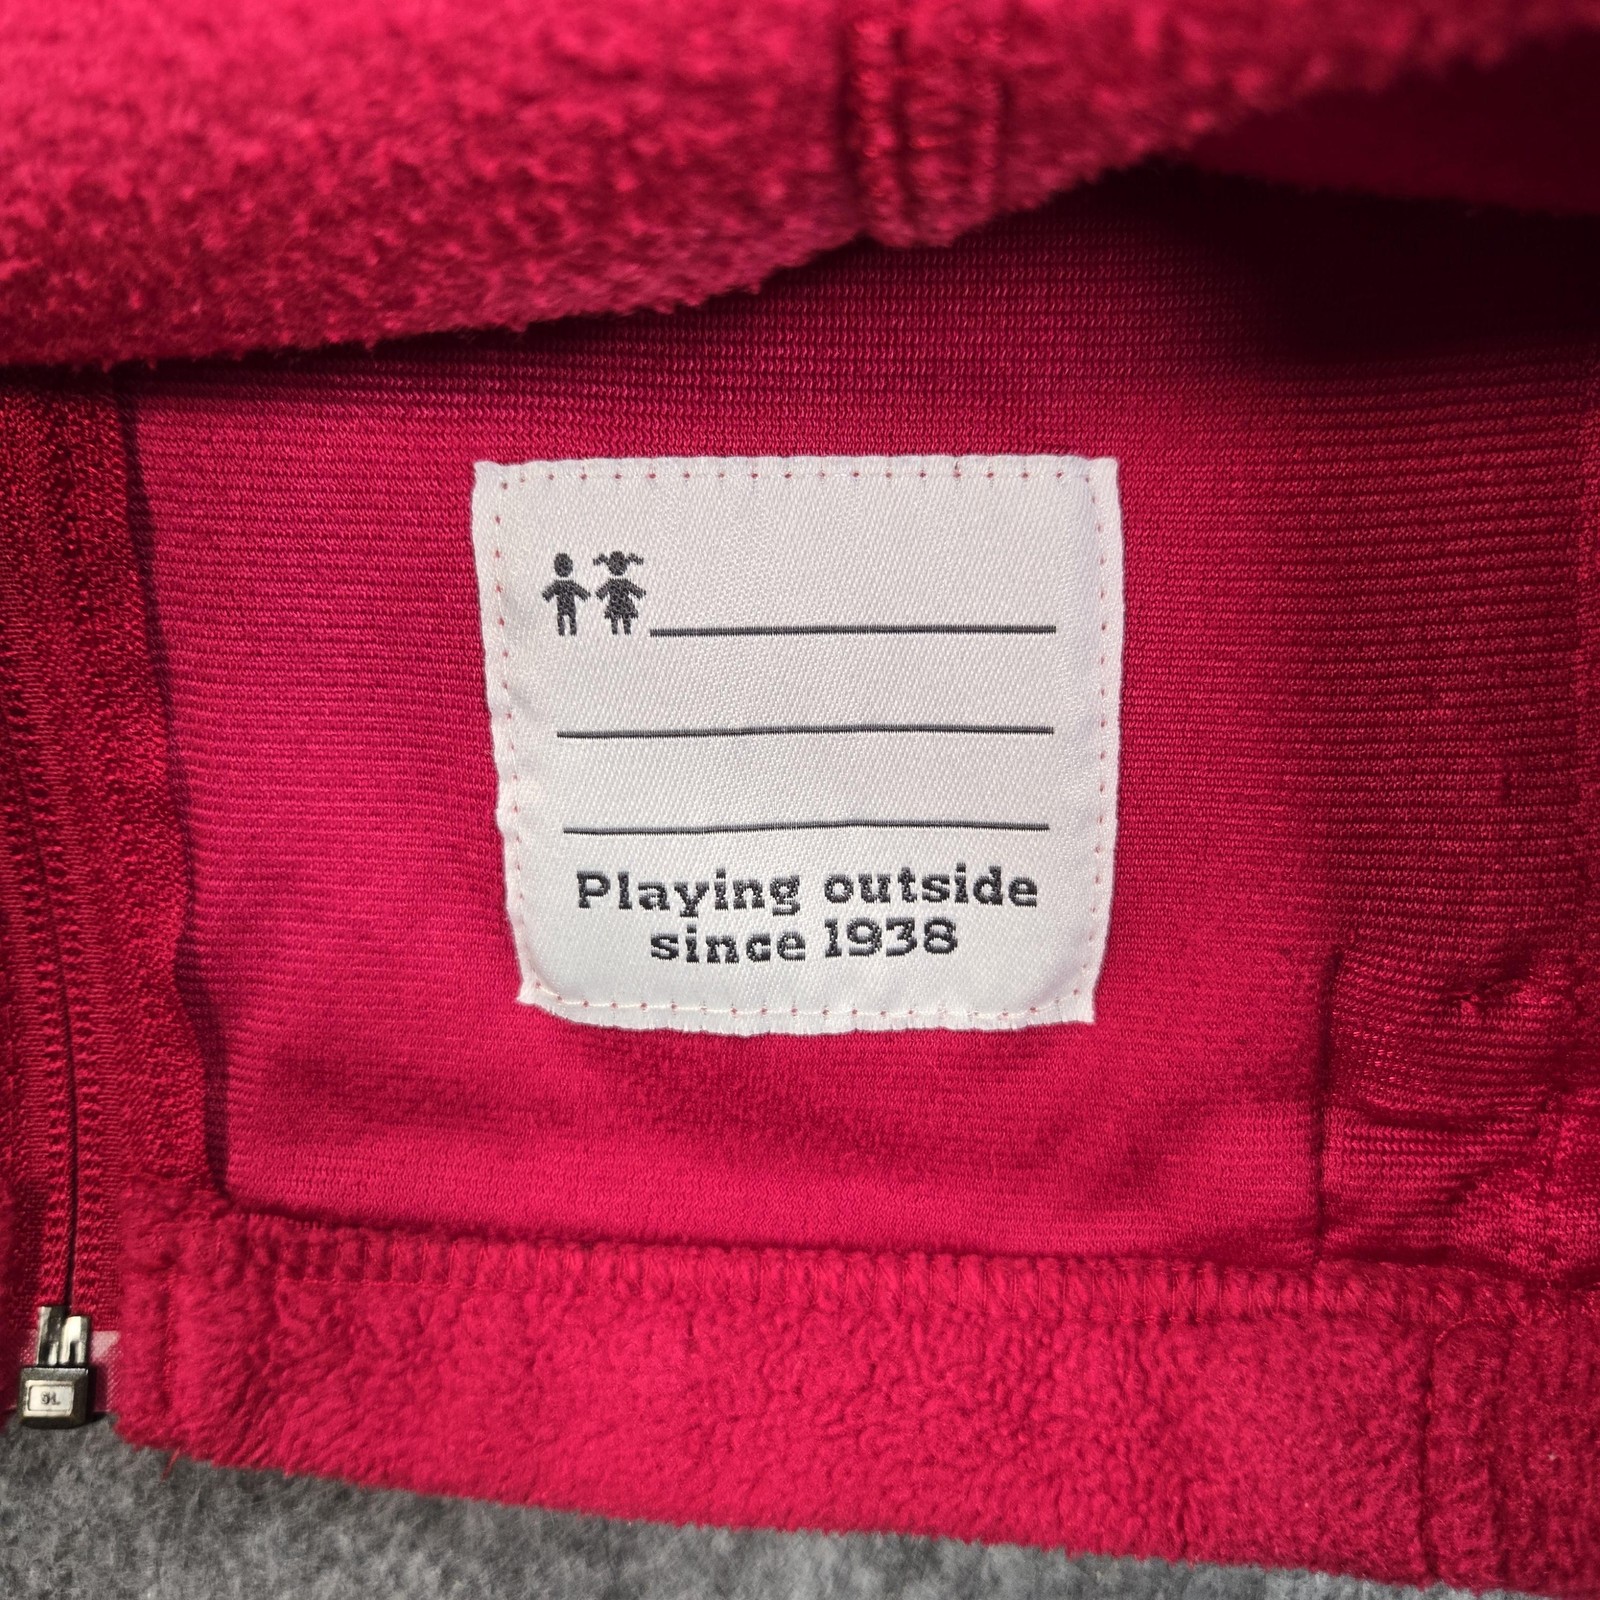 Playing outside
since 1938